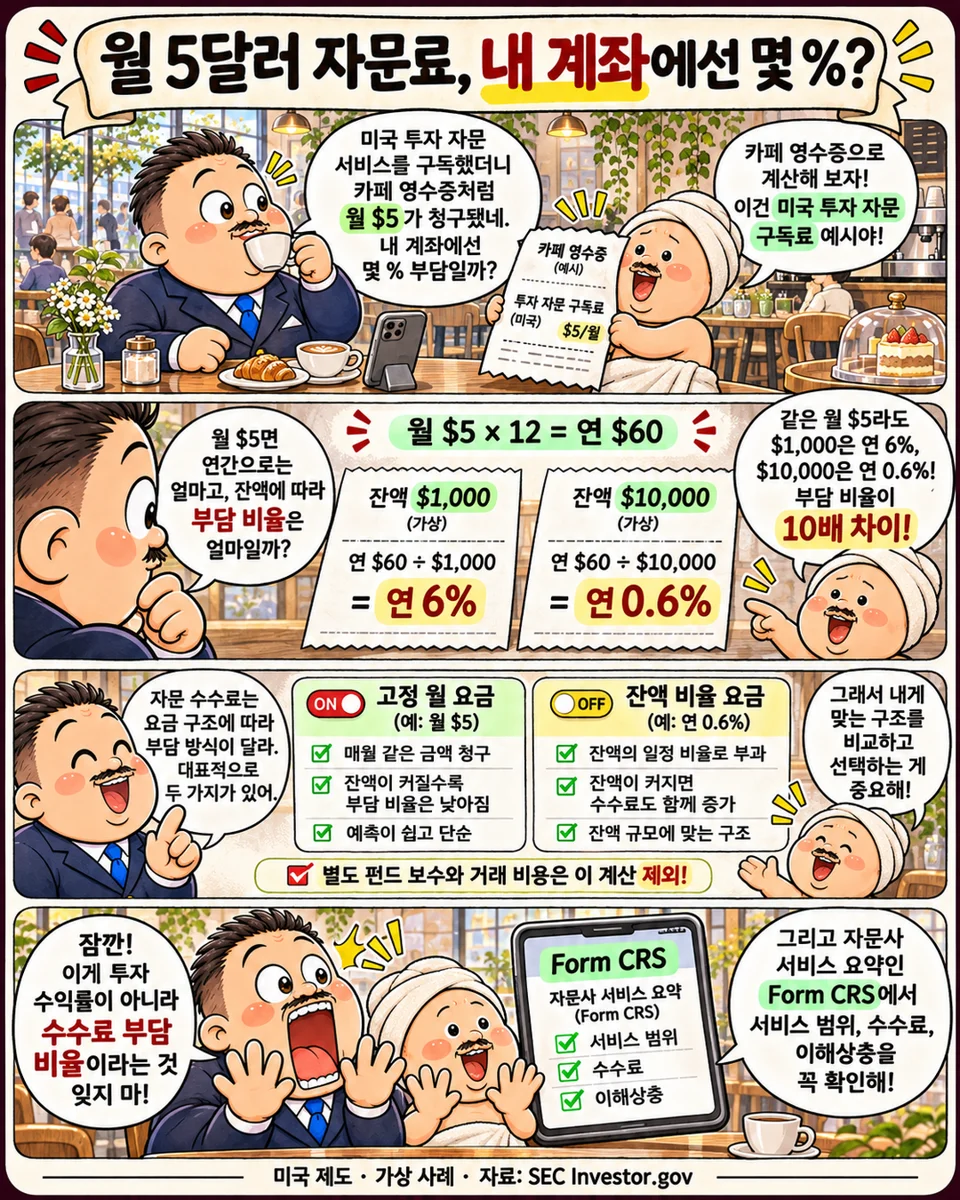 월 5달러 자문료, 내 계좌에선 몇 %?
미국 투자 자문
서비스를 구독했더니
카페 영수증처럼
월 $5가 청구됐네.
내 계좌에선
몇 % 부담일까?
카페 영수증
(예시)
투자 자문 구독료
(미국)
$5/월
카페 영수증으로
계산해 보자!
이건 미국 투자 자문
구독료 예시야!
월 $5면
연간으로는
얼마고, 잔액에 따라
부담 비율은
얼마일까?
월 $5 × 12 = 연 $60
잔액 $1,000
(가상)
연 $60 ÷ $1,000
= 연 6%
잔액 $10,000
(가상)
연 $60 ÷ $10,000
= 연 0.6%
같은 월 $5라도
$1,000은 연 6%,
$10,000은 연 0.6%!
부담 비율이
10배 차이!
자문 수수료는
요금 구조에 따라
부담 방식이 달라.
대표적으로
두 가지가 있어.
ON
고정 월 요금
(예: 월 $5)
매월 같은 금액 청구
잔액이 커질수록
부담 비율은 낮아짐
예측이 쉽고 단순
OFF
잔액 비율 요금
(예: 연 0.6%)
잔액의 일정 비율로 부과
잔액이 커지면
수수료도 함께 증가
잔액 규모에 맞는 구조
그래서 내게
맞는 구조를
비교하고
선택하는 게
중요해!
별도 펀드 보수와 거래 비용은 이 계산 제외!
잠깐!
이게 투자
수익률이 아니라
수수료 부담
비율이라는 것
잊지 마!
Form CRS
자문사 서비스 요약
(Form CRS)
서비스 범위
수수료
이해상충
그리고 자문사
서비스 요약인
Form CRS에서
서비스 범위, 수수료,
이해상충을
꼭 확인해!
미국 제도 · 가상 사례 · 자료: SEC Investor.gov